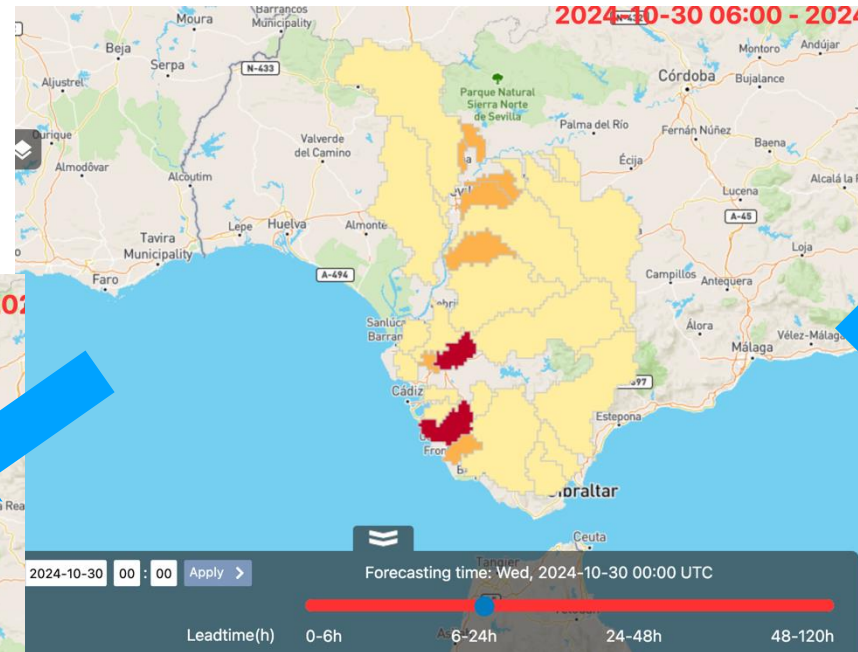 2024-10-30 06:00 - 2024
Barrancos
Municipality
Moura
N-432
Beja
Serpa
N-433
Montoro
Andújar
Córdoba
Bujalance
Aljustrel
Parque Natural
Sierra Norte
de Sevilla
Palma del Río
Fernán Núñez
Baena
Valverde
del Camino
Écija
Almodôvar
Alcoutim
Lucena
Alcalá la
A-45
Lepe
Huelva
Almonte
Tavira
Municipality
Loja
Faro
A-494
Campillos
Antequera
Álora
Vélez-Málaga
Málaga
Cádiz
Estepona
Ceuta
Tangier
2024-10-30 00 : 00 Apply >
Forecasting time: Wed, 2024-10-30 00:00 UTC
Leadtime(h) 0-6h 6-24h 24-48h 48-120h